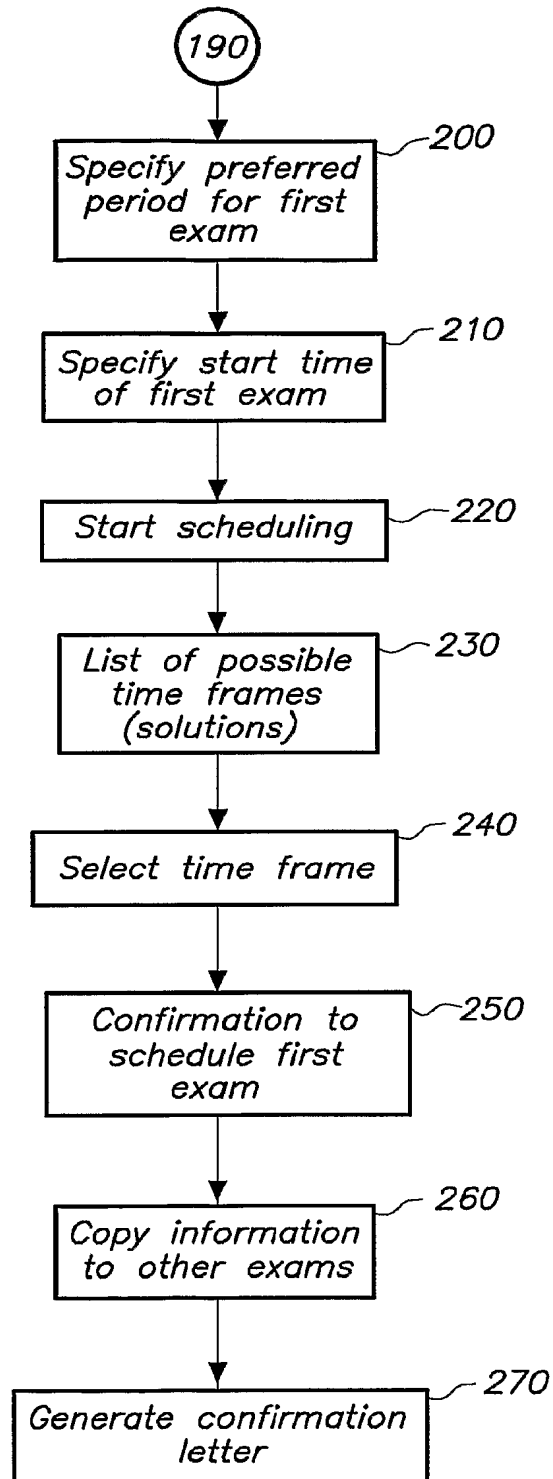 190
200
Specify preferred
period for first
exam
210
Specify start time
of first exam
220
Start scheduling
230
List of possible
time frames
(solutions)
240
Select time frame
250
Confirmation to
schedule first
exam
260
Copy information
to other exams
270
Generate confirmation
letter